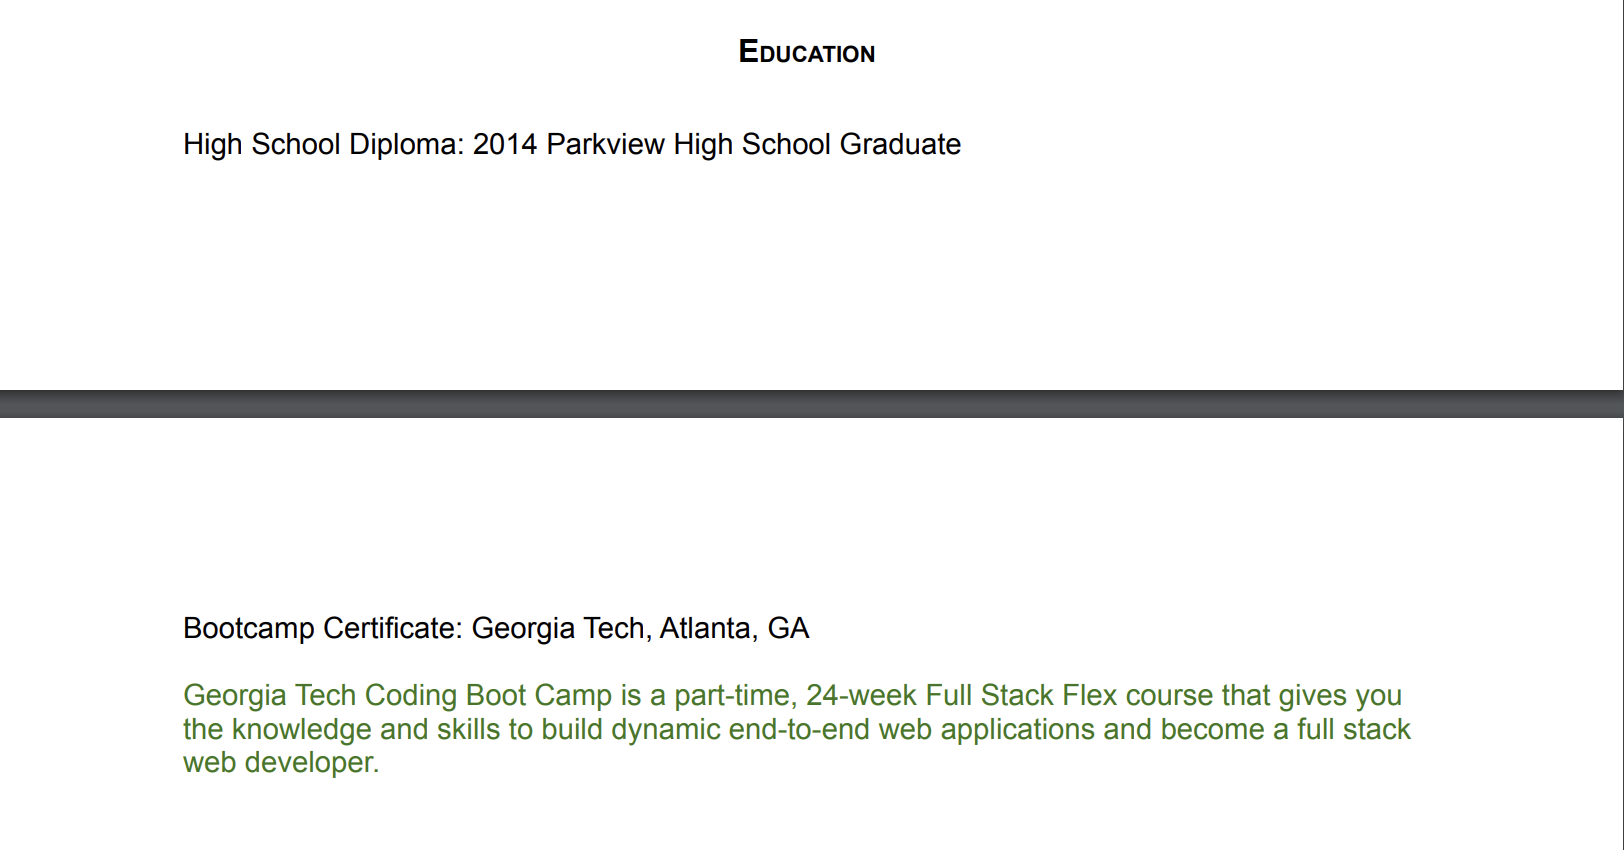 Education
High School Diploma: 2014 Parkview High School Graduate
Bootcamp Certificate: Georgia Tech, Atlanta, GA
Georgia Tech Coding Boot Camp is a part-time, 24-week Full Stack Flex course that gives you
the knowledge and skills to build dynamic end-to-end web applications and become a full stack
web developer.